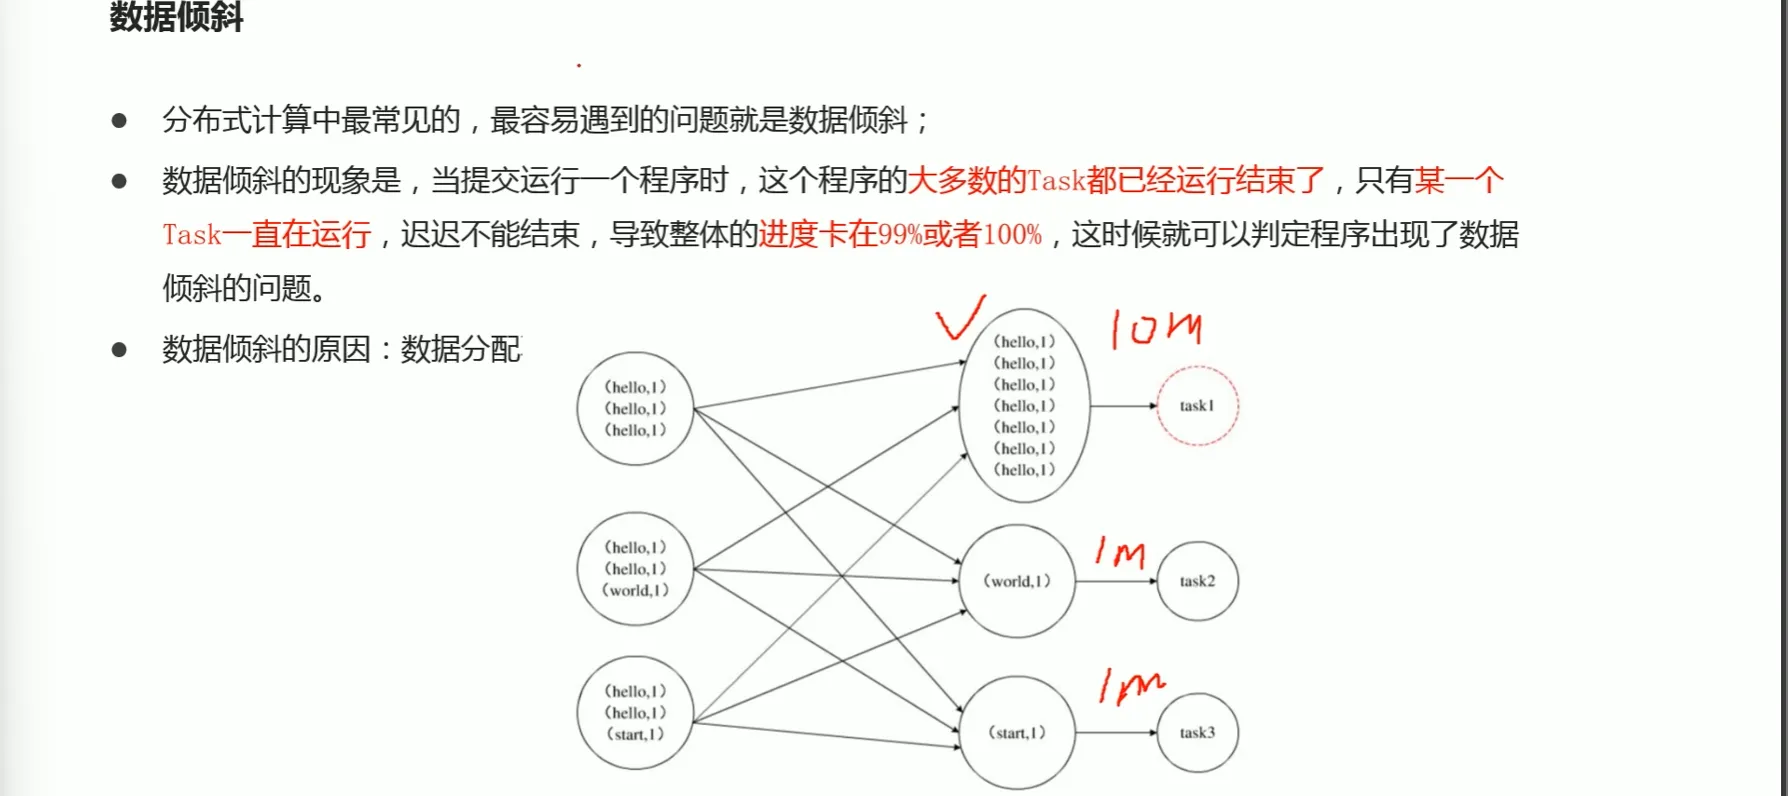 数据倾斜
分布式计算中最常见的，最容易遇到的问题就是数据倾斜；
数据倾斜的现象是，当提交运行一个程序时，这个程序的大多数的Task都已经运行结束了，只有某一个
Task一直在运行，迟迟不能结束，导致整体的进度卡在99%或者100%，这时候就可以判定程序出现了数据
倾斜的问题。
数据倾斜的原因：数据分配
(hello,1)
(hello,1)
(hello,1)
(hello,1)
(hello,1)
(world,1)
(hello,1)
(hello,1)
(start,1)
(hello,1)
(hello,1)
(hello,1)
(hello,1)
(hello,1)
(hello,1)
(hello,1)
10m
task1
(world,1)
1m
task2
(start,1)
1m
task3